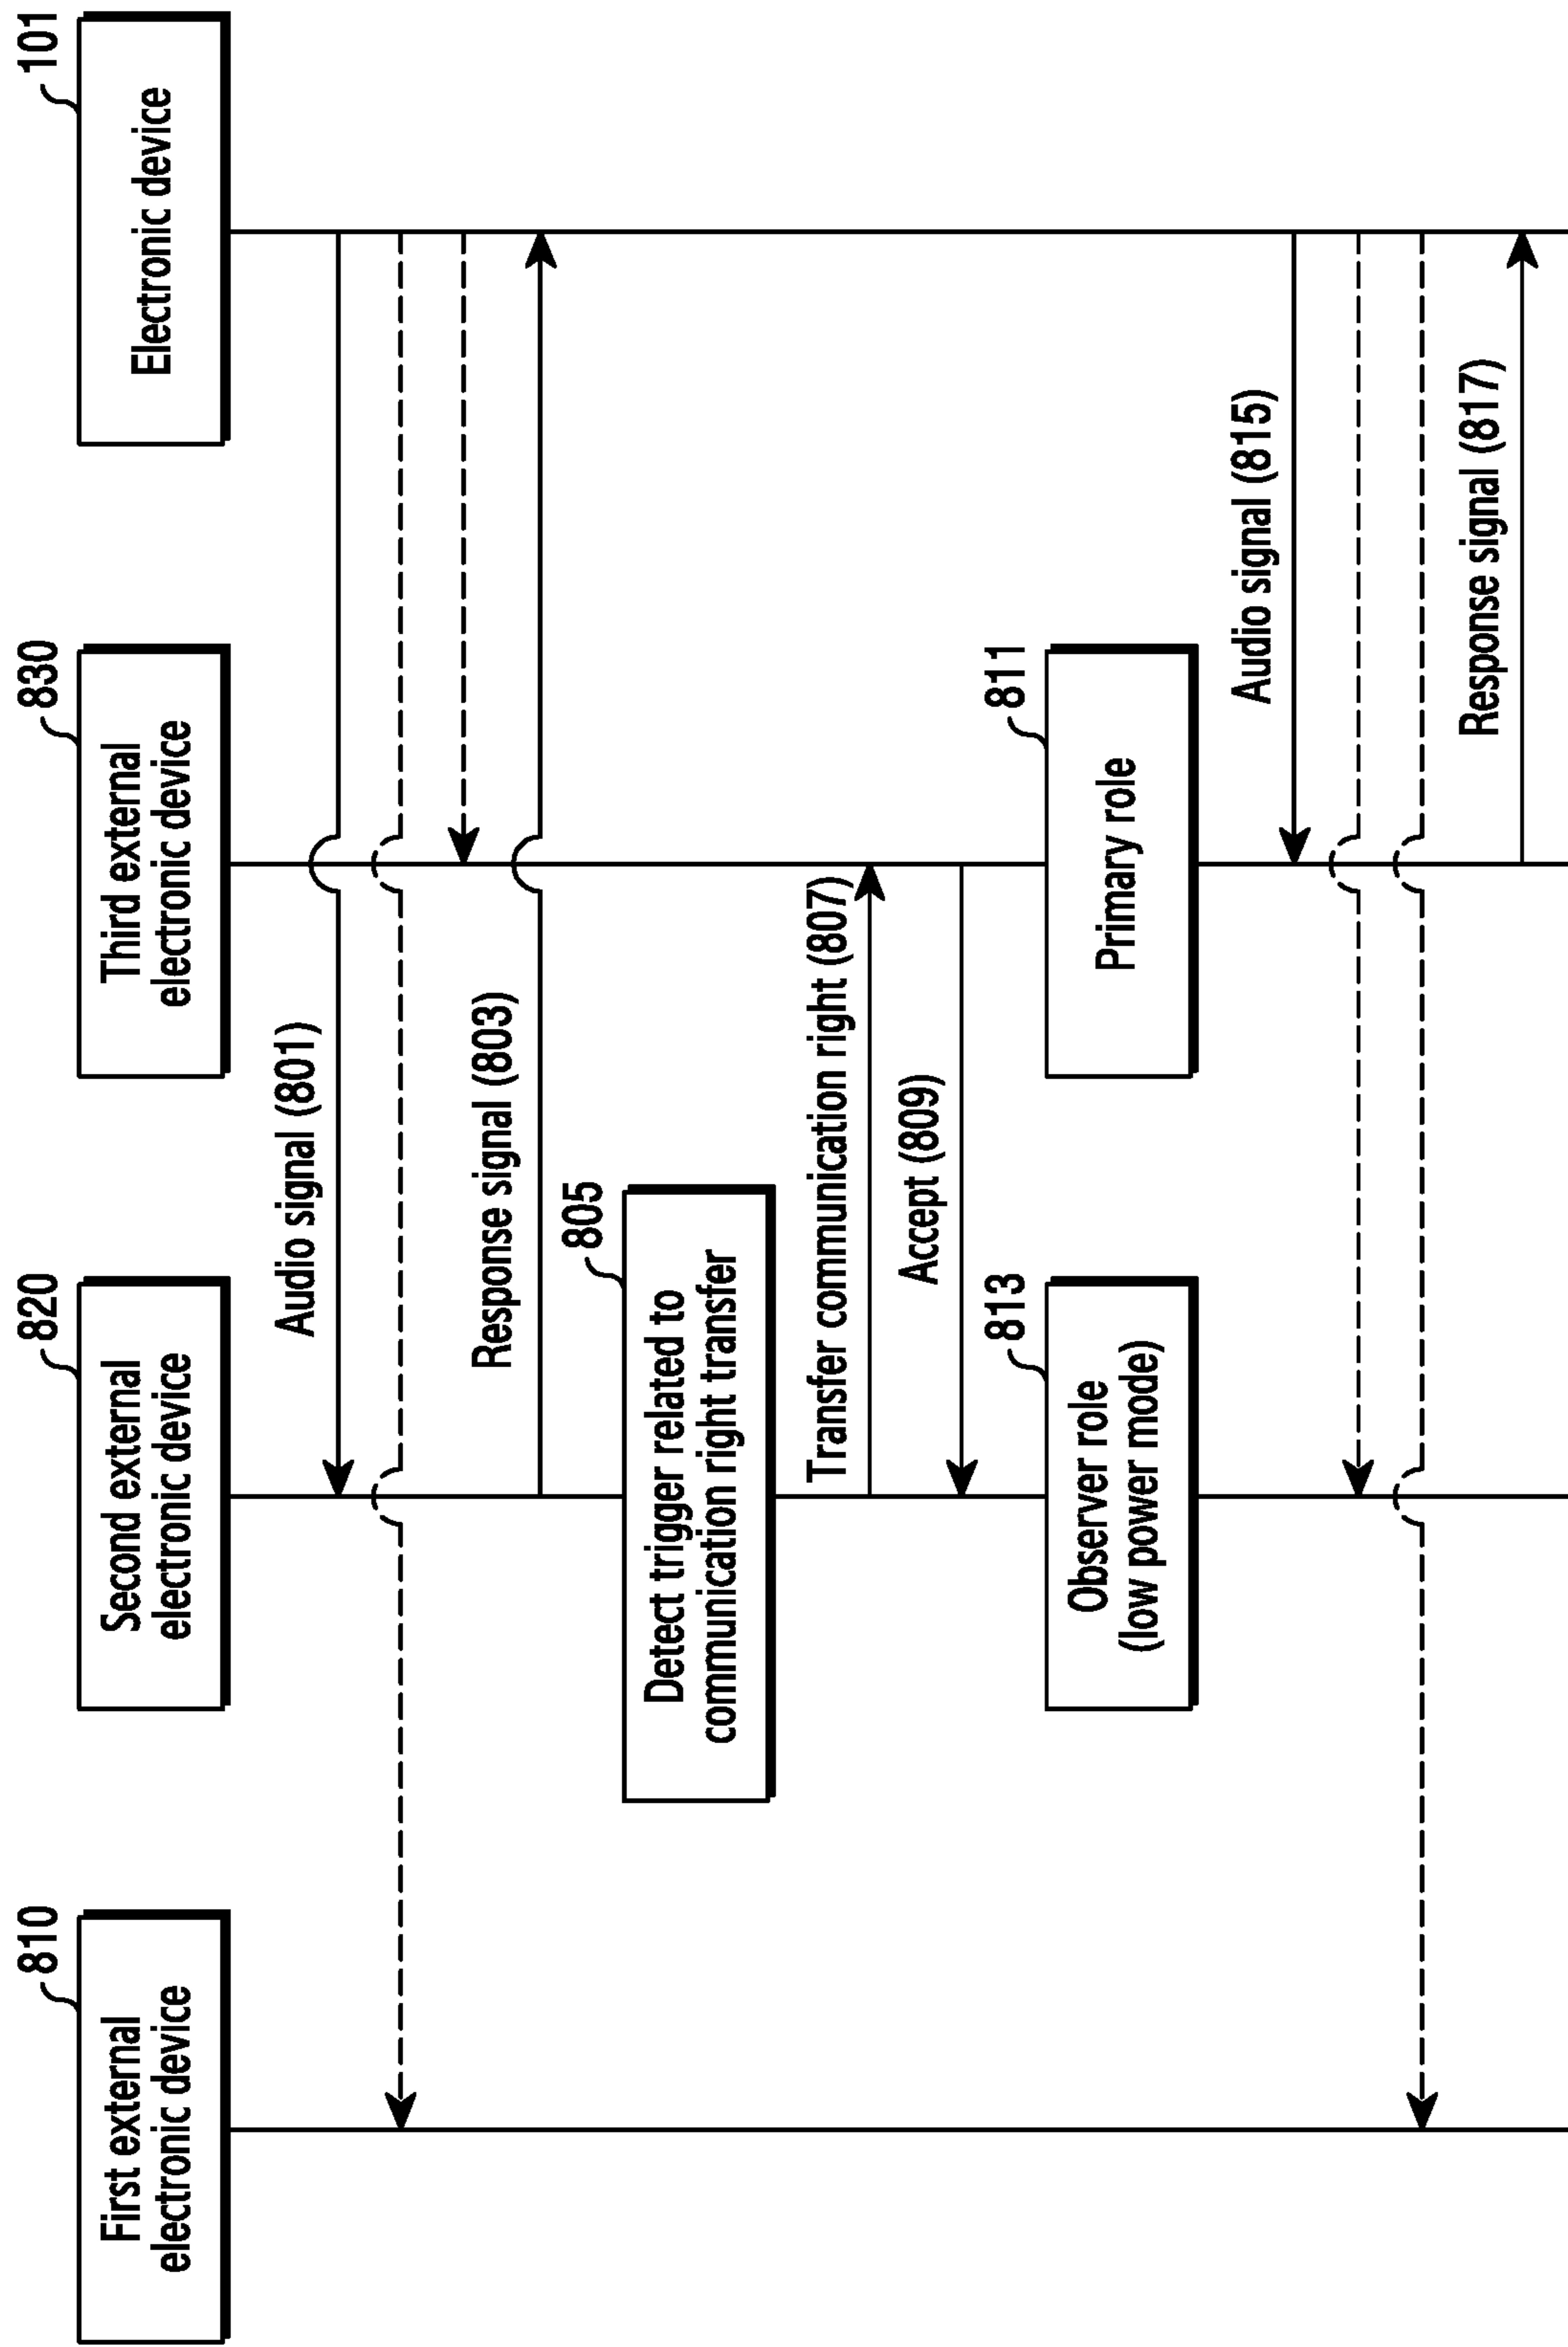 810
First external
electronic device
820
Second external
electronic device
830
Third external
electronic device
101
Electronic device
Audio signal (801)
Response signal (803)
805
Detect trigger related to
communication right transfer
Transfer communication right (807)
Accept (809)
813
Observer role
(low power mode)
811
Primary role
Audio signal (815)
Response signal (817)